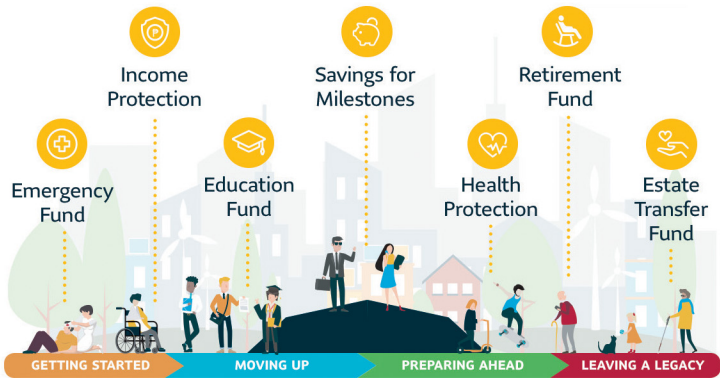 Income
Protection
Savings for
Milestones
Retirement
Fund
Emergency
Fund
Education
Fund
Health
Protection
Estate
Transfer
Fund
P
GETTING STARTED
MOVING UP
PREPARING AHEAD
LEAVING A LEGACY